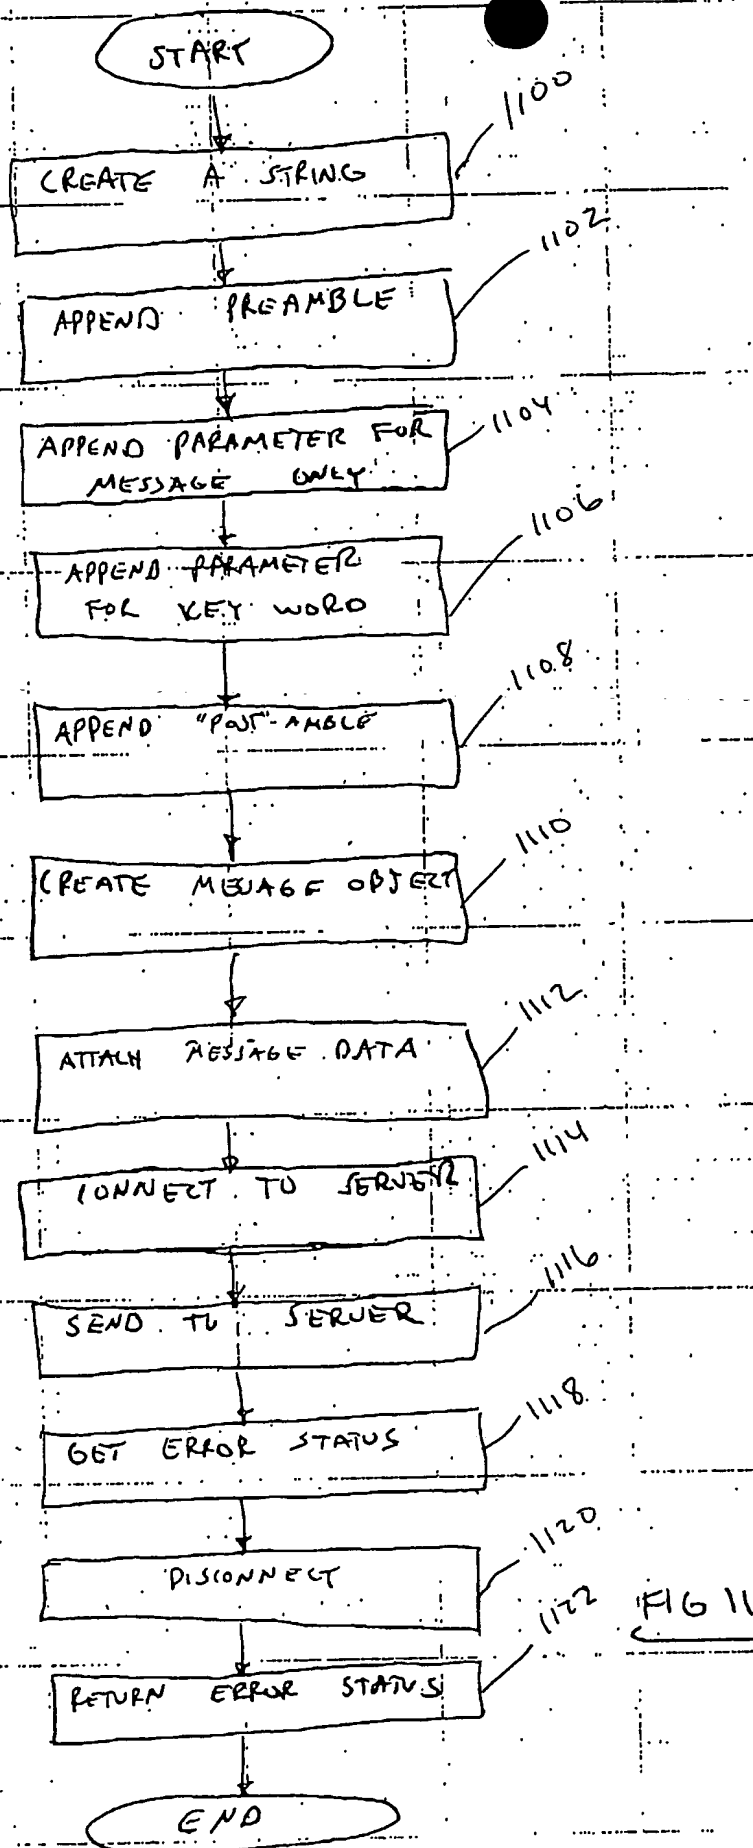 START
1100
CREATE A STRING
1102
APPEND PREAMBLE
1104
APPEND PARAMETER FOR
MESSAGE ONLY
1106
APPEND PARAMETER
FOR KEY WORD
1108
APPEND "POST"-AMBLE
1110
CREATE MESSAGE OBJECT
1112
ATTACH MESSAGE DATA
1114
CONNECT TO SERVER
1116
SEND TO SERVER
1118
GET ERROR STATUS
1120
DISCONNECT
1122
FIG 11
RETURN ERROR STATUS
END